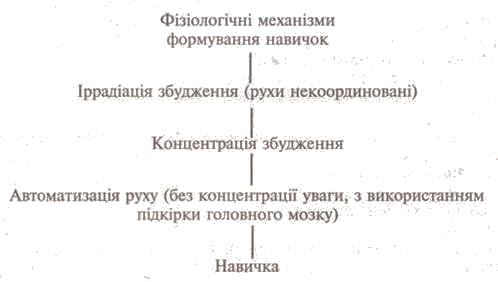 Фізіологічні механізми
формування навичок
Іррадіація збудження (рухи некоординовані)
Концентрація збудження
Автоматизація руху (без концентрації уваги, з використанням
підкірки головного мозку)
Навичка